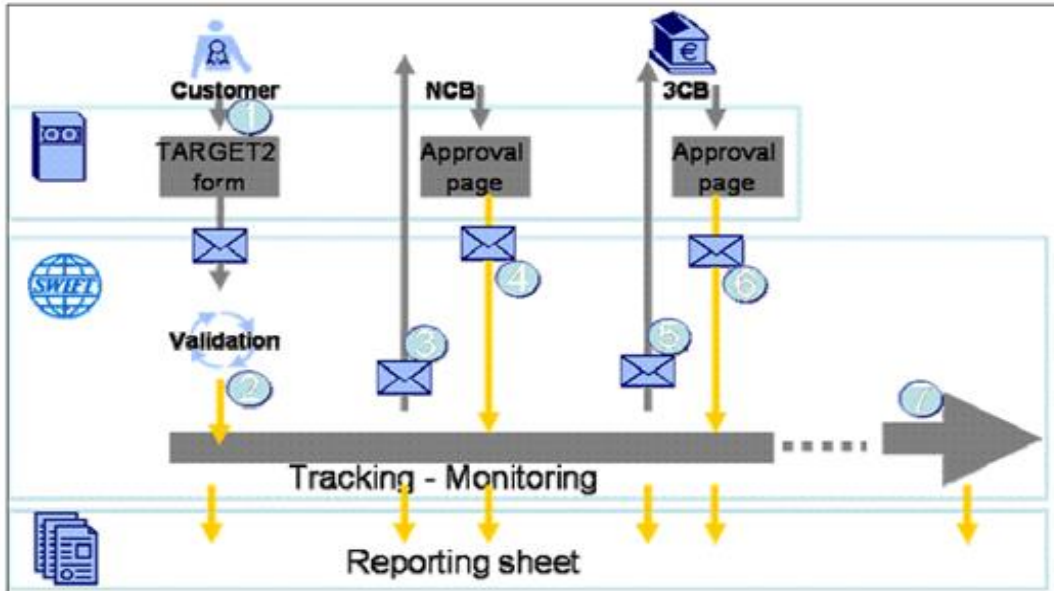 Customer
NCB
3CB
1
TARGET2
form
Approval
page
Approval
page
SWIFT
4
6
Validation
3
5
2
7
Tracking - Monitoring
Reporting sheet